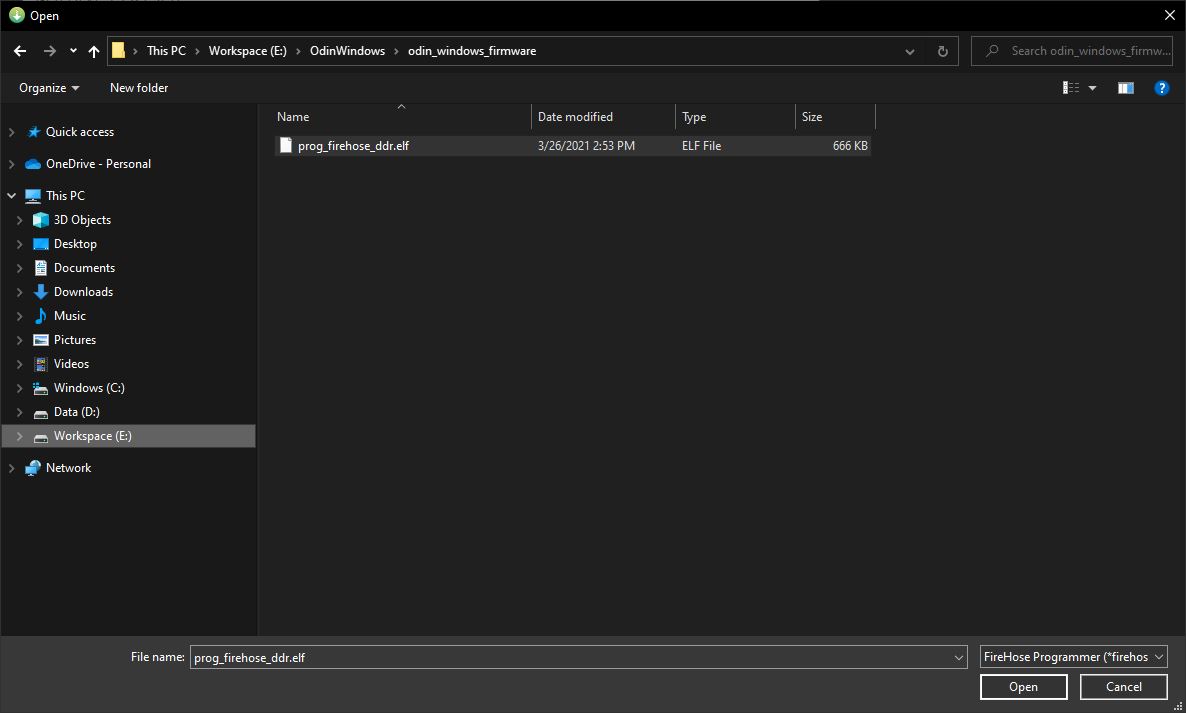 Open
This PC › Workspace (E:) › OdinWindows › odin_windows_firmware
Search odin_windows_firmw...
Organize
New folder
?
Quick access
OneDrive - Personal
This PC
3D Objects
Desktop
Documents
Downloads
Music
Pictures
Videos
Windows (C:)
Data (D:)
Workspace (E:)
Network
Name Date modified Type Size
prog_firehose_ddr.elf 3/26/2021 2:53 PM ELF File 666 KB
File name: prog_firehose_ddr.elf FireHose Programmer (*firehos
Open Cancel